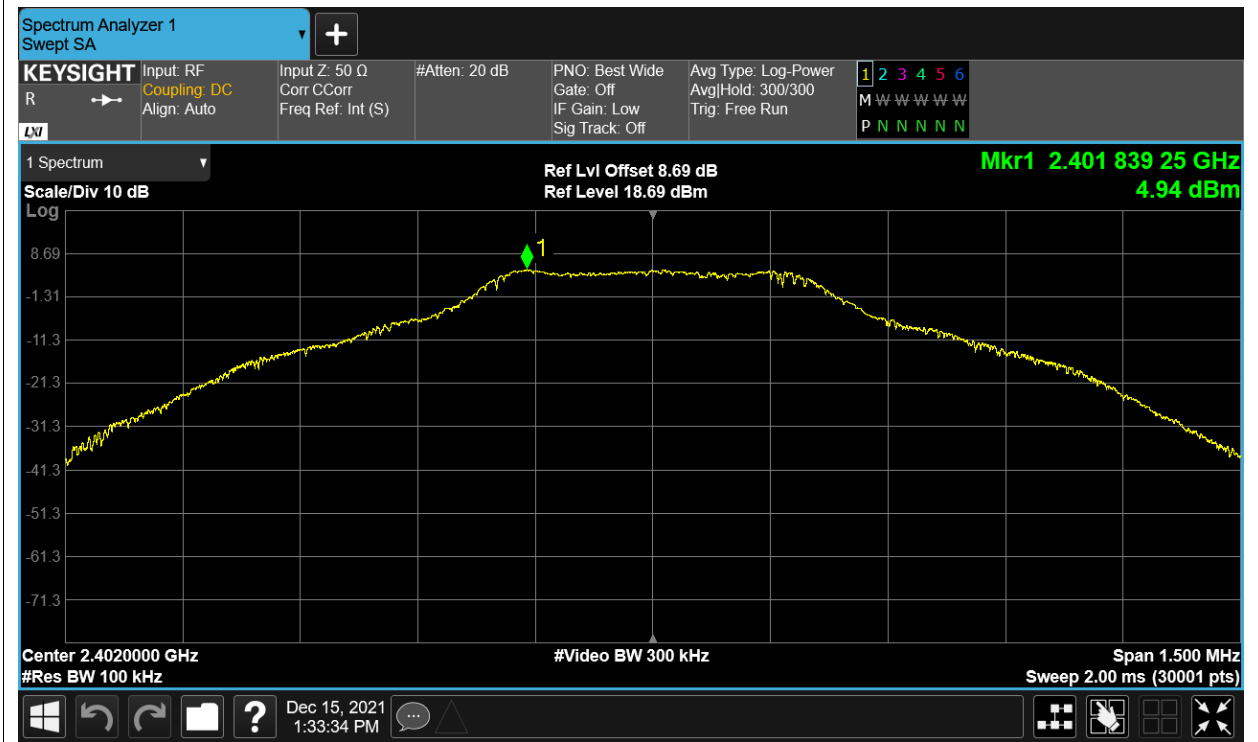 Spectrum Analyzer 1
Swept SA
+
KEYSIGHT
R
LXI
Input: RF
Coupling: DC
Align: Auto
Input Z: 50 Ω
Corr CCorr
Freq Ref: Int (S)
#Atten: 20 dB
PNO: Best Wide
Gate: Off
IF Gain: Low
Sig Track: Off
Avg Type: Log-Power
Avg|Hold: 300/300
Trig: Free Run
1 2 3 4 5 6
M W W W W W
P N N N N N
1 Spectrum
Scale/Div 10 dB
Ref Lvl Offset 8.69 dB
Ref Level 18.69 dBm
Mkr1 2.401 839 25 GHz
4.94 dBm
Log
1
8.69
-1.31
-11.3
-21.3
-31.3
-41.3
-51.3
-61.3
-71.3
Center 2.4020000 GHz
#Res BW 100 kHz
#Video BW 300 kHz
Span 1.500 MHz
Sweep 2.00 ms (30001 pts)
?
Dec 15, 2021
1:33:34 PM